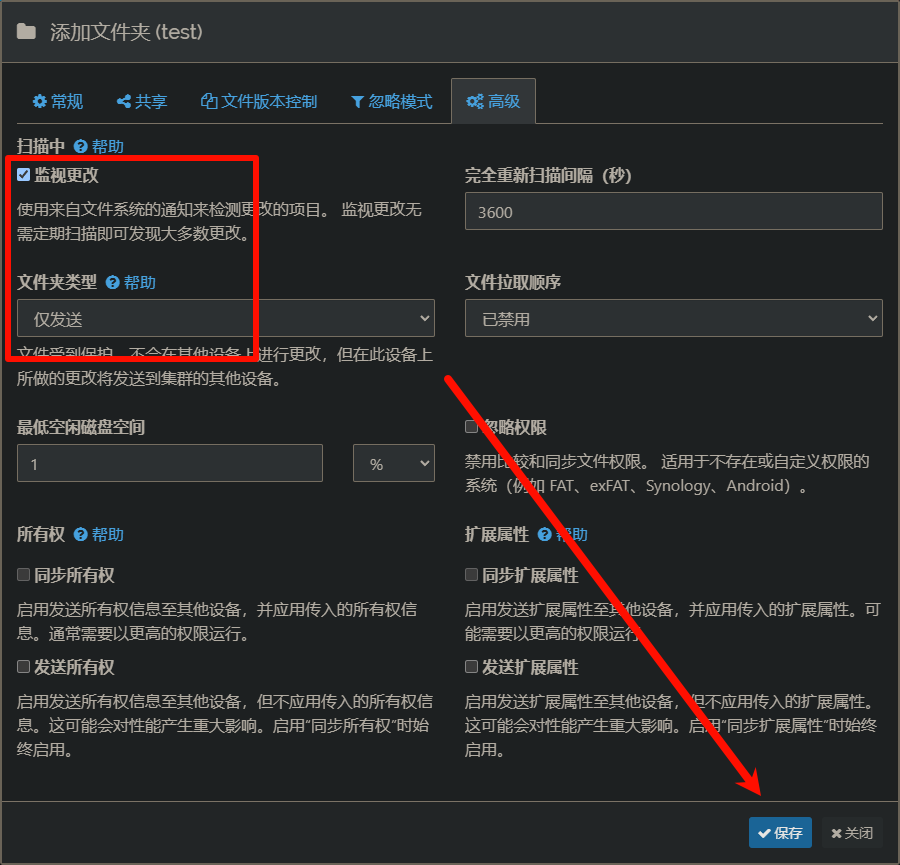 添加文件夹 (test)
常规 共享 文件版本控制 忽略模式 高级
扫描中 帮助
监视更改
使用来自文件系统的通知来检测更改的项目。 监视更改无
需定期扫描即可发现大多数更改。
完全重新扫描间隔（秒）
3600
文件夹类型 帮助
仅发送
文件受到保护，不会在其他设备上进行更改，但在此设备上
所做的更改将发送到集群的其他设备。
文件拉取顺序
已禁用
最低空闲磁盘空间
1 %
忽略权限
禁用比较和同步文件权限。 适用于不存在或自定义权限的
系统（例如 FAT、exFAT、Synology、Android）。
所有权 帮助
同步所有权
启用发送所有权信息至其他设备，并应用传入的所有权信
息。通常需要以更高的权限运行。
发送所有权
启用发送所有权信息至其他设备，但不应用传入的所有权信
息。这可能会对性能产生重大影响。启用“同步所有权”时始
终启用。
扩展属性 帮助
同步扩展属性
启用发送扩展属性至其他设备，并应用传入的扩展属性。可
能需要以更高的权限运行。
发送扩展属性
启用发送扩展属性至其他设备，但不应用传入的扩展属性。
这可能会对性能产生重大影响。启用“同步扩展属性”时始终
启用。
保存 关闭